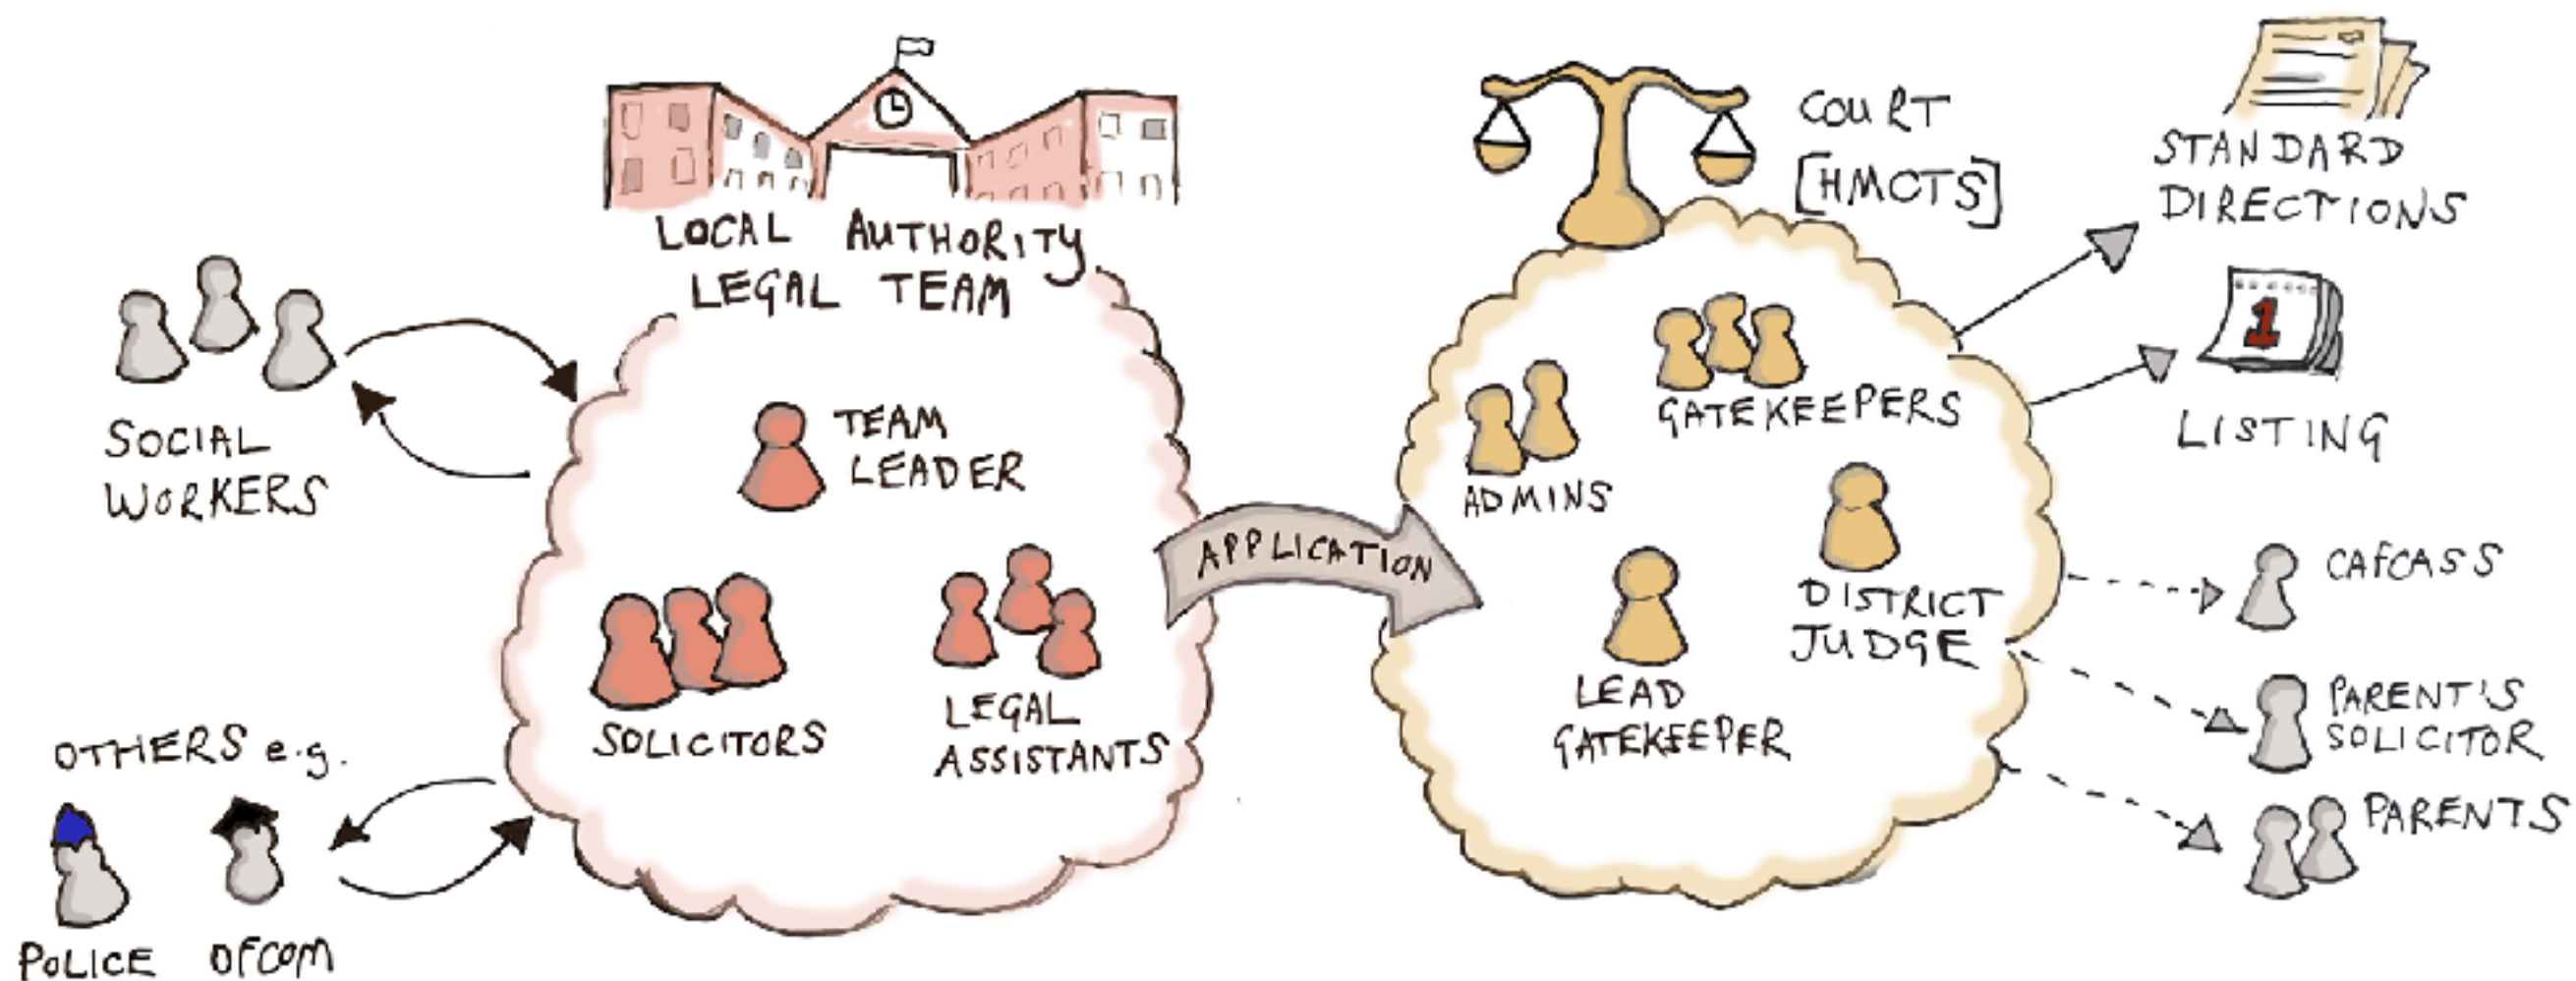 SOCIAL
WORKERS
OTHERS e.g.
POLICE
OFCOM
LOCAL AUTHORITY
LEGAL TEAM
TEAM
LEADER
SOLICITORS
LEGAL
ASSISTANTS
APPLICATION
COURT
[HMCTS]
GATEKEEPERS
ADMINS
DISTRICT
JUDGE
LEAD
GATEKEEPER
STANDARD
DIRECTIONS
1
LISTING
CAFCASS
PARENT'S
SOLICITOR
PARENTS